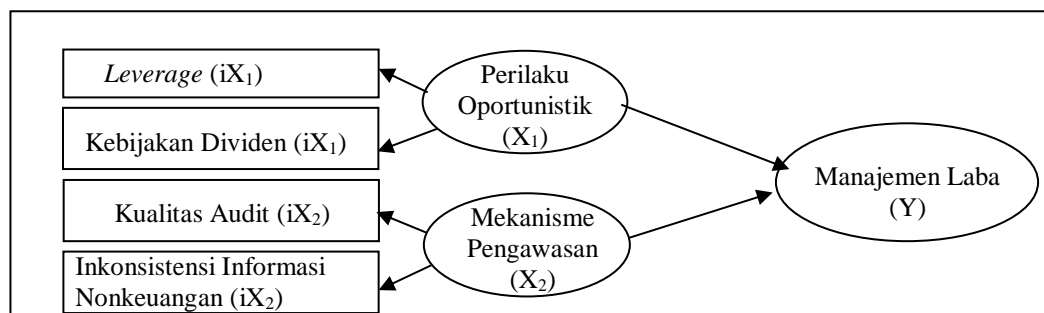 Leverage (iX₁)
Kebijakan Dividen (iX₁)
Kualitas Audit (iX₂)
Inkonsistensi Informasi
Nonkeuangan (iX₂)
Perilaku
Oportunistik
(X₁)
Mekanisme
Pengawasan
(X₂)
Manajemen Laba
(Y)